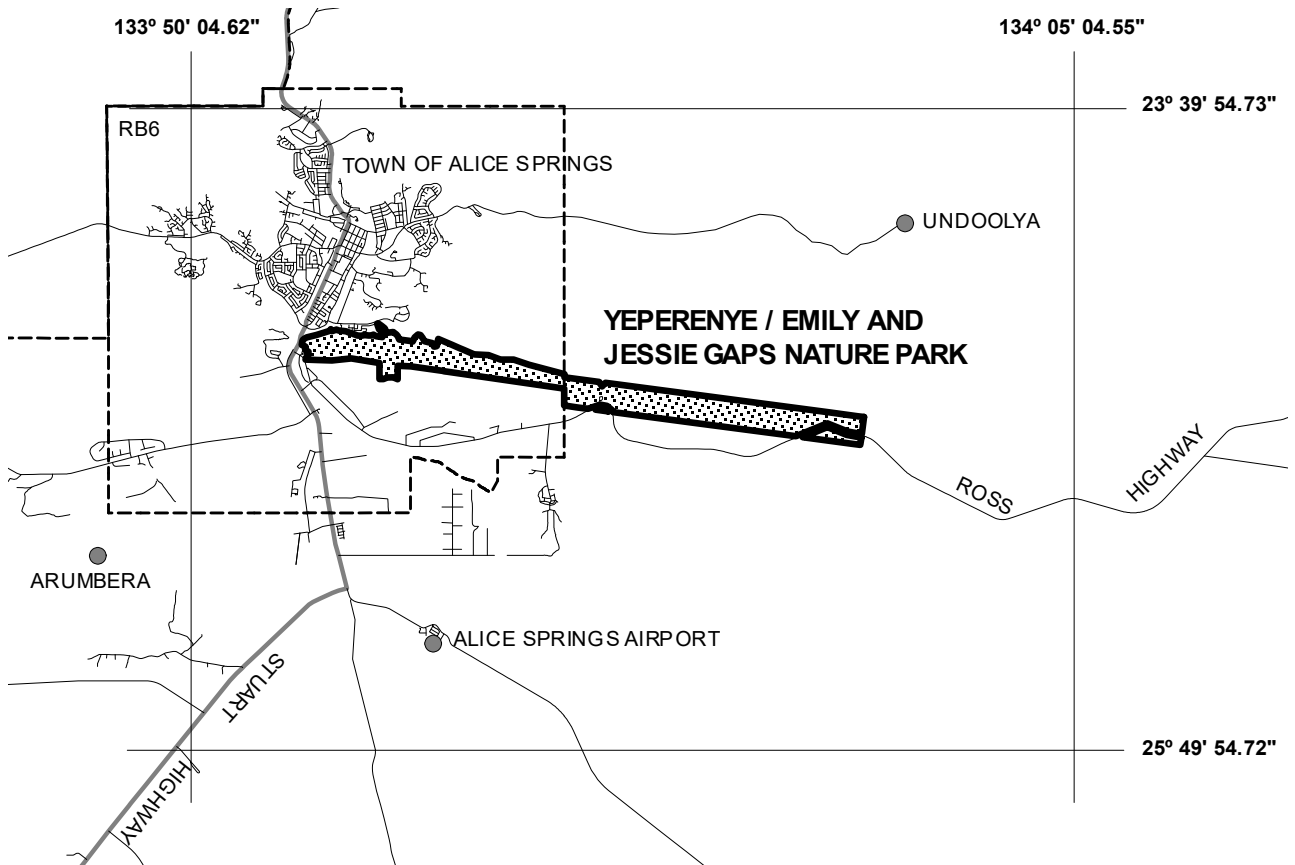 133º 50' 04.62"
134º 05' 04.55"
23º 39' 54.73"
RB6
TOWN OF ALICE SPRINGS
UNDOOLYA
YEPERENYE / EMILY AND
JESSIE GAPS NATURE PARK
ROSS
HIGHWAY
ARUMBERA
ALICE SPRINGS AIRPORT
STUART
HIGHWAY
25º 49' 54.72"